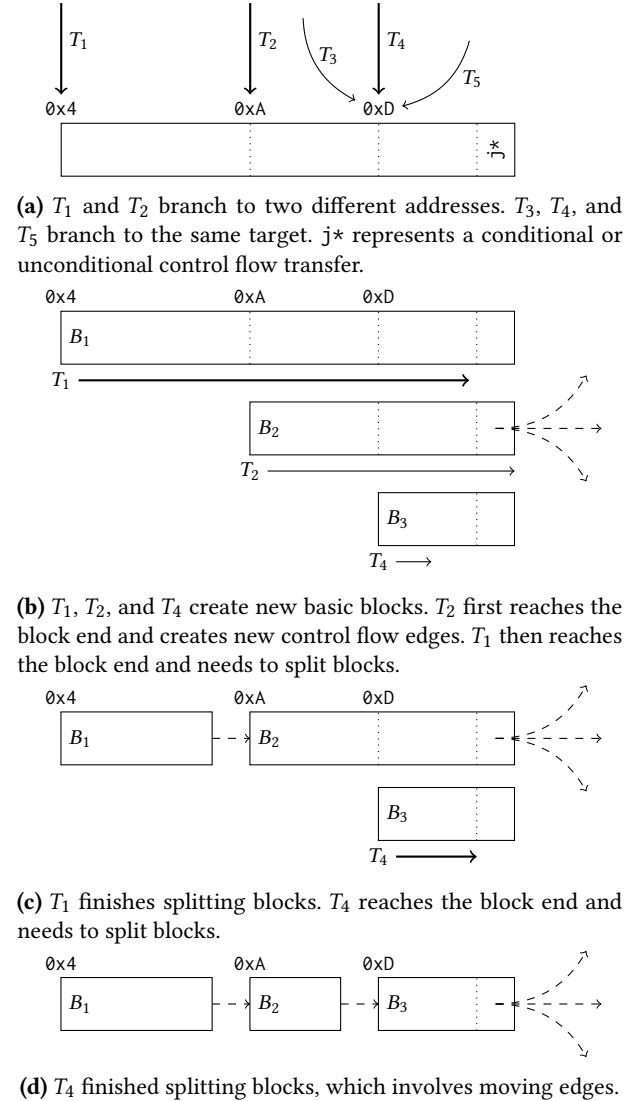 T1 T2 T3 T4 T5
0x4 0xA 0xD
j*
(a) T1 and T2 branch to two different addresses. T3, T4, and
T5 branch to the same target. j* represents a conditional or
unconditional control flow transfer.
0x4 0xA 0xD
B1
T1
B2
T2
B3
T4
(b) T1, T2, and T4 create new basic blocks. T2 first reaches the
block end and creates new control flow edges. T1 then reaches
the block end and needs to split blocks.
0x4 0xA 0xD
B1 B2
B3
T4
(c) T1 finishes splitting blocks. T4 reaches the block end and
needs to split blocks.
0x4 0xA 0xD
B1 B2 B3
(d) T4 finished splitting blocks, which involves moving edges.